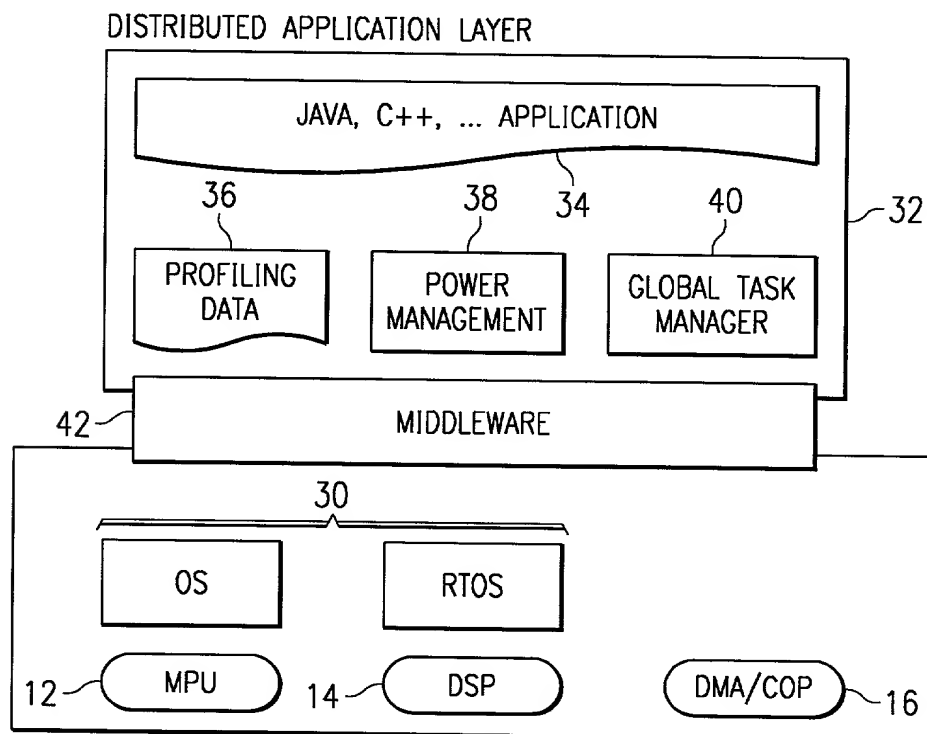 DISTRIBUTED APPLICATION LAYER
JAVA, C++, ... APPLICATION
34
32
36
38
40
PROFILING
DATA
POWER
MANAGEMENT
GLOBAL TASK
MANAGER
42
MIDDLEWARE
30
OS
RTOS
12
MPU
14
DSP
DMA/COP
16